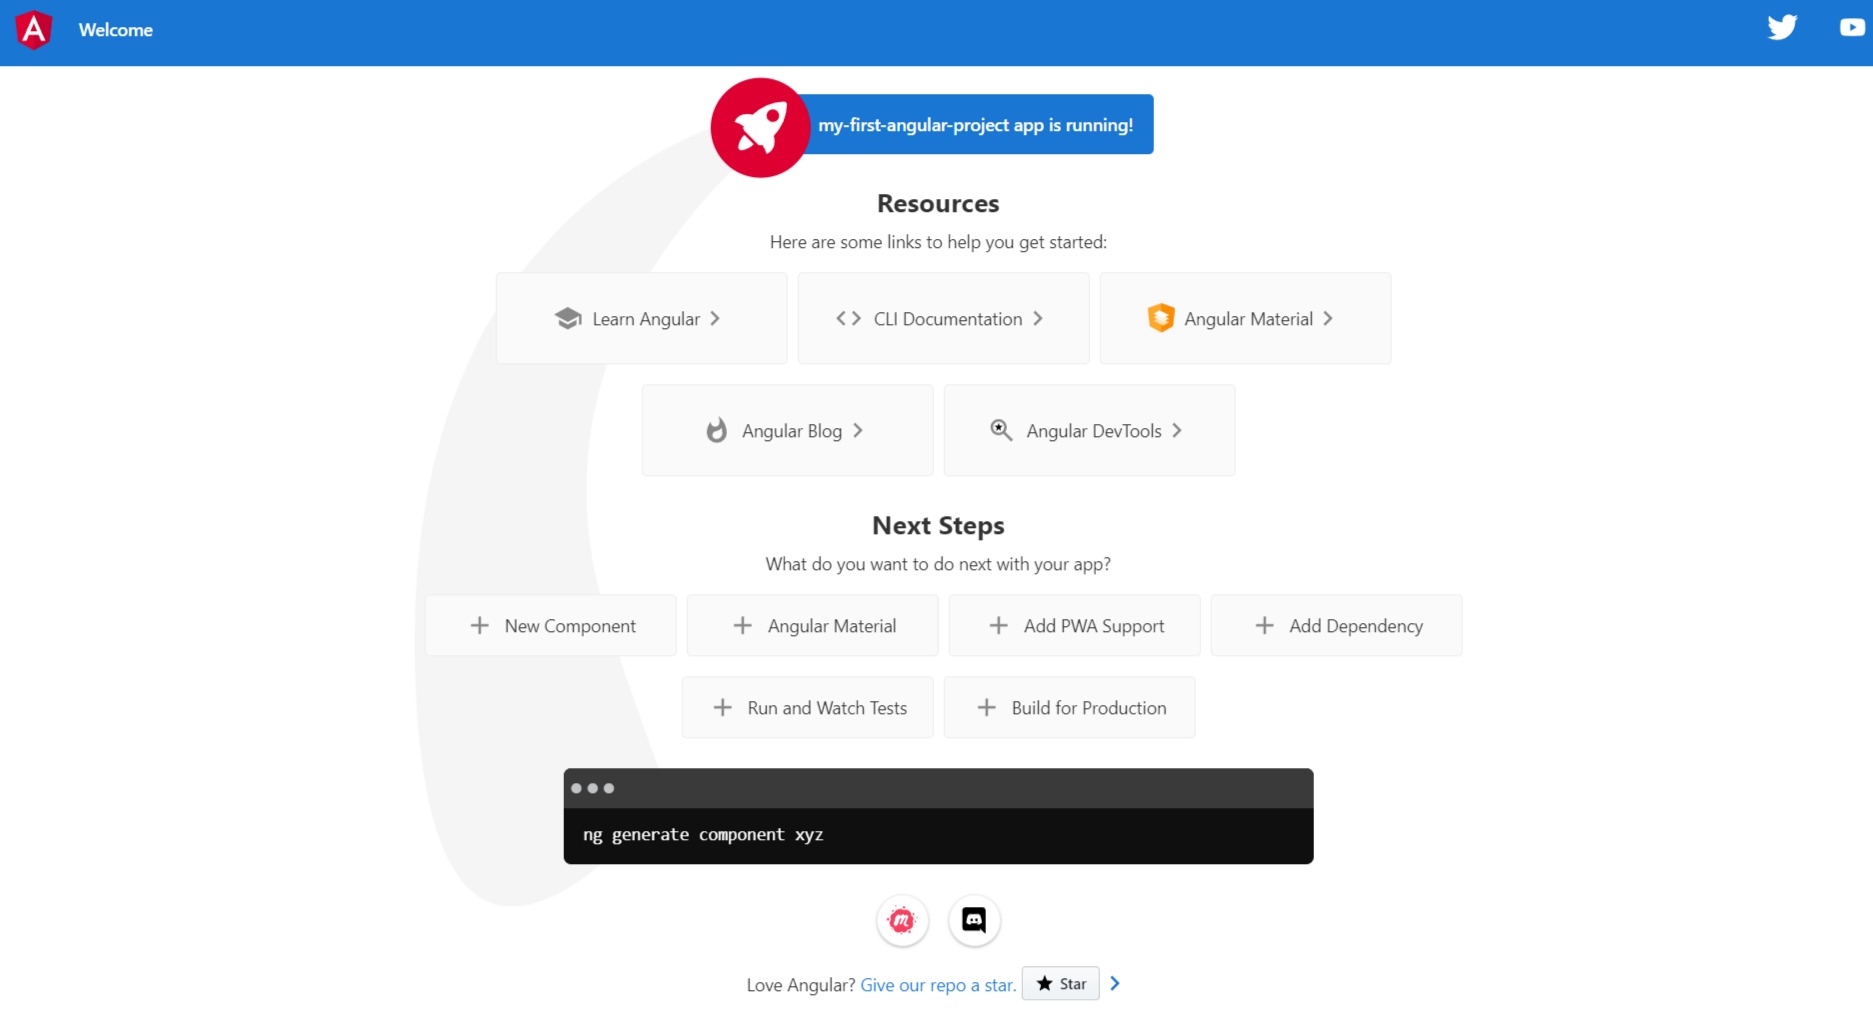 Welcome
my-first-angular-project app is running!
Resources
Here are some links to help you get started:
Learn Angular
CLI Documentation
Angular Material
Angular Blog
Angular DevTools
Next Steps
What do you want to do next with your app?
New Component
Angular Material
Add PWA Support
Add Dependency
Run and Watch Tests
Build for Production
ng generate component xyz
Love Angular? Give our repo a star. Star